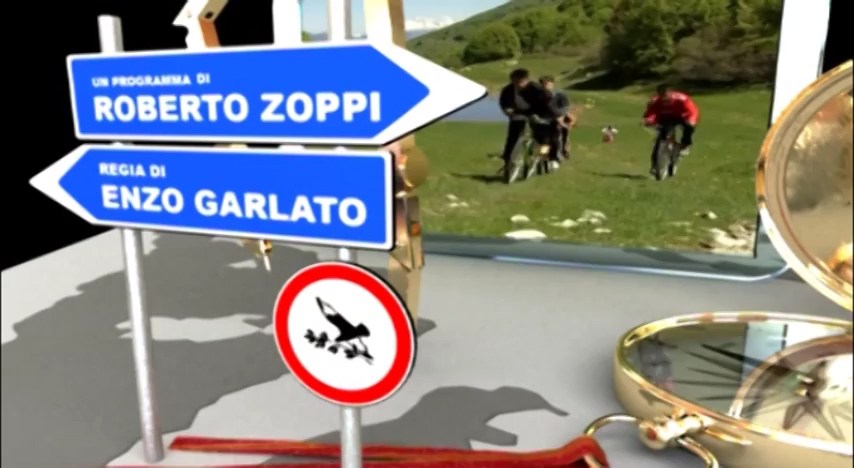 UN PROGRAMMA DI
ROBERTO ZOPPI
REGIA DI
ENZO GARLATO